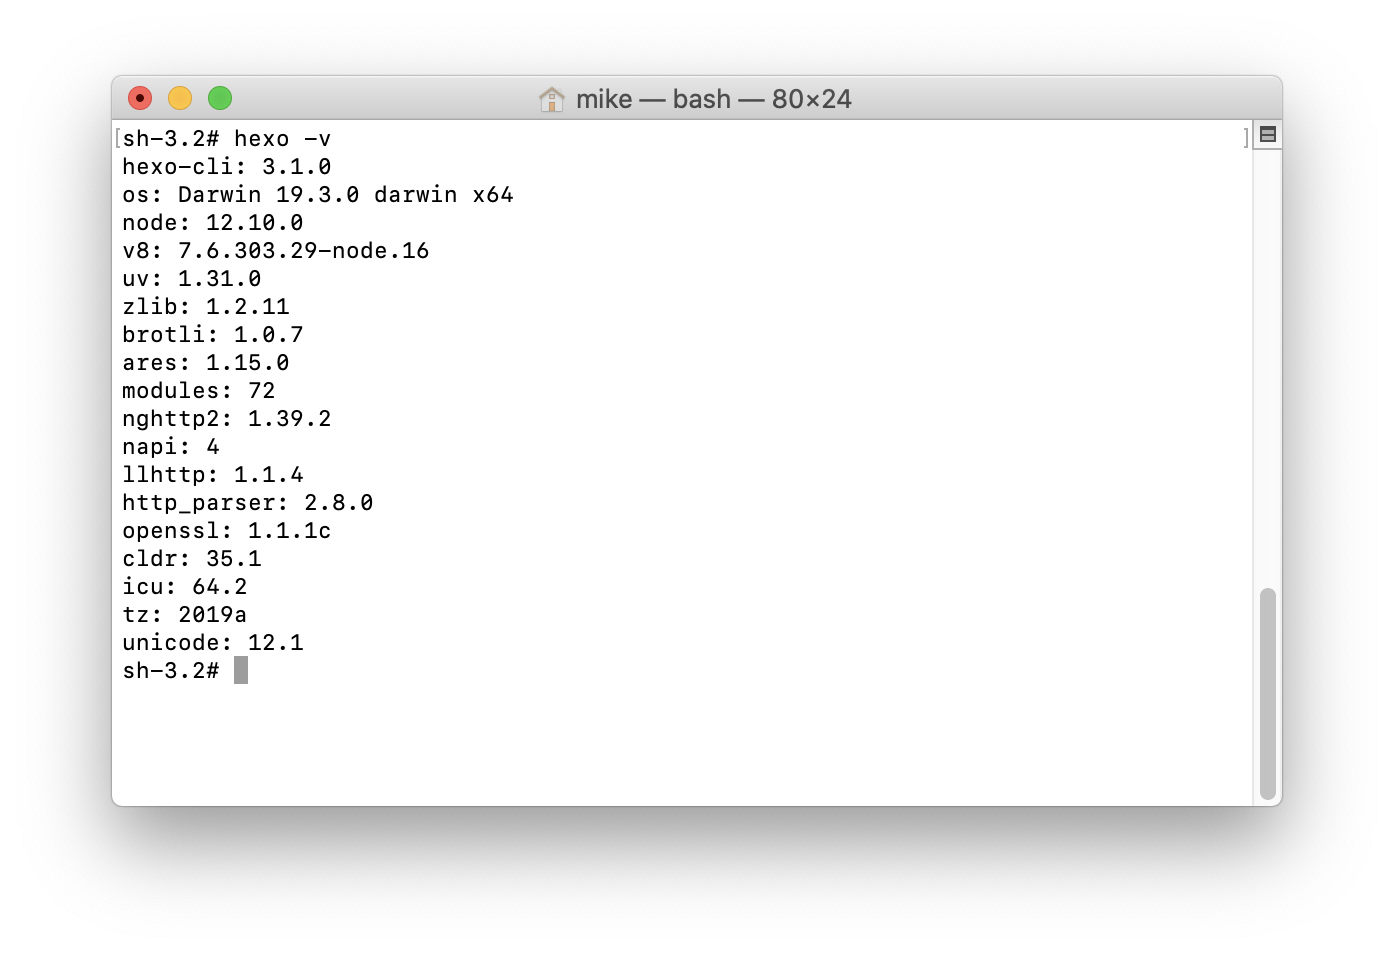 mike — bash — 80×24
[sh-3.2# hexo -v ]
hexo-cli: 3.1.0
os: Darwin 19.3.0 darwin x64
node: 12.10.0
v8: 7.6.303.29-node.16
uv: 1.31.0
zlib: 1.2.11
brotli: 1.0.7
ares: 1.15.0
modules: 72
nghttp2: 1.39.2
napi: 4
llhttp: 1.1.4
http_parser: 2.8.0
openssl: 1.1.1c
cldr: 35.1
icu: 64.2
tz: 2019a
unicode: 12.1
sh-3.2#